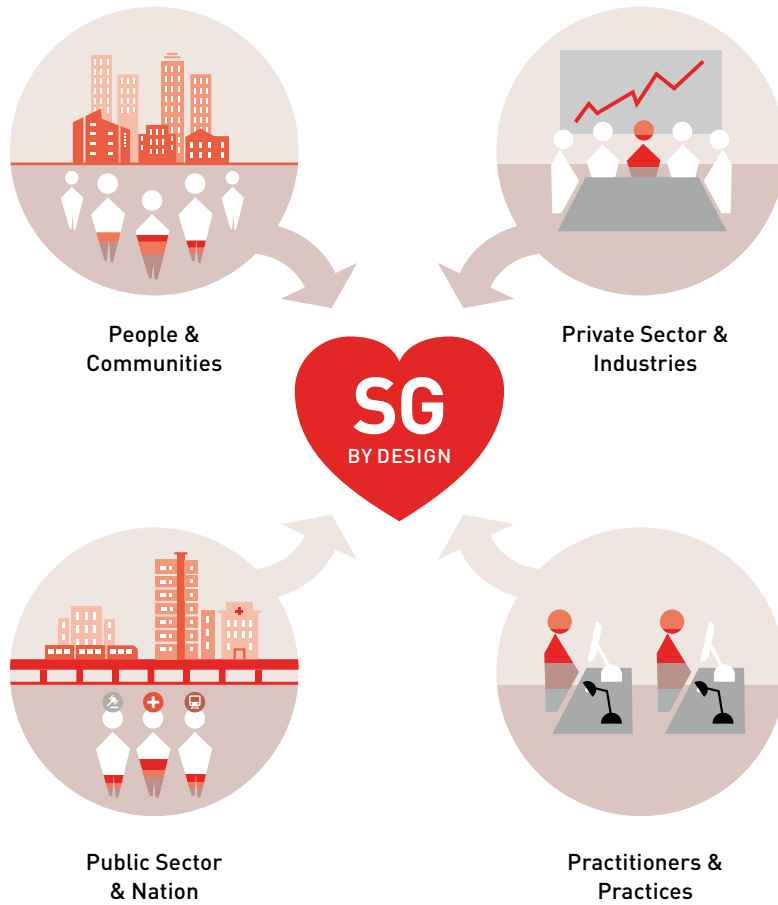 People &
Communities
Private Sector &
Industries
SG
BY DESIGN
Public Sector
& Nation
Practitioners &
Practices